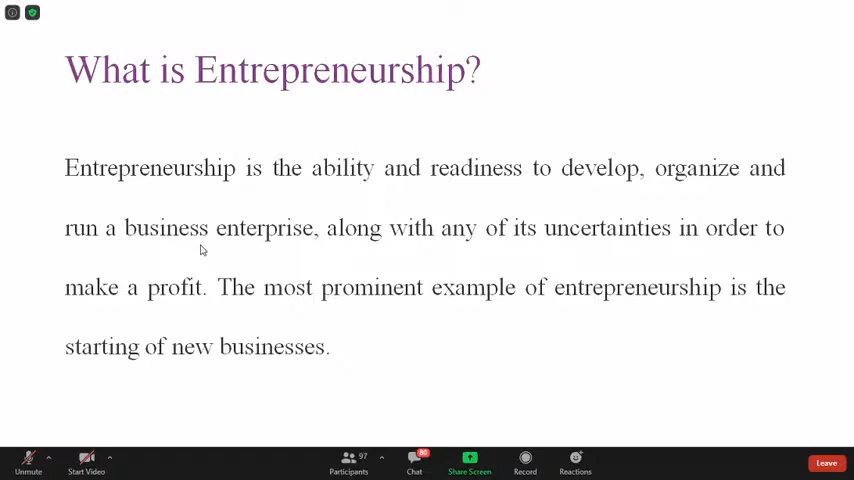 What is Entrepreneurship?
Entrepreneurship is the ability and readiness to develop, organize and
run a business enterprise, along with any of its uncertainties in order to
make a profit. The most prominent example of entrepreneurship is the
starting of new businesses.
Unmute
Start Video
97
Participants
80
Chat
Share Screen
Record
Reactions
Leave